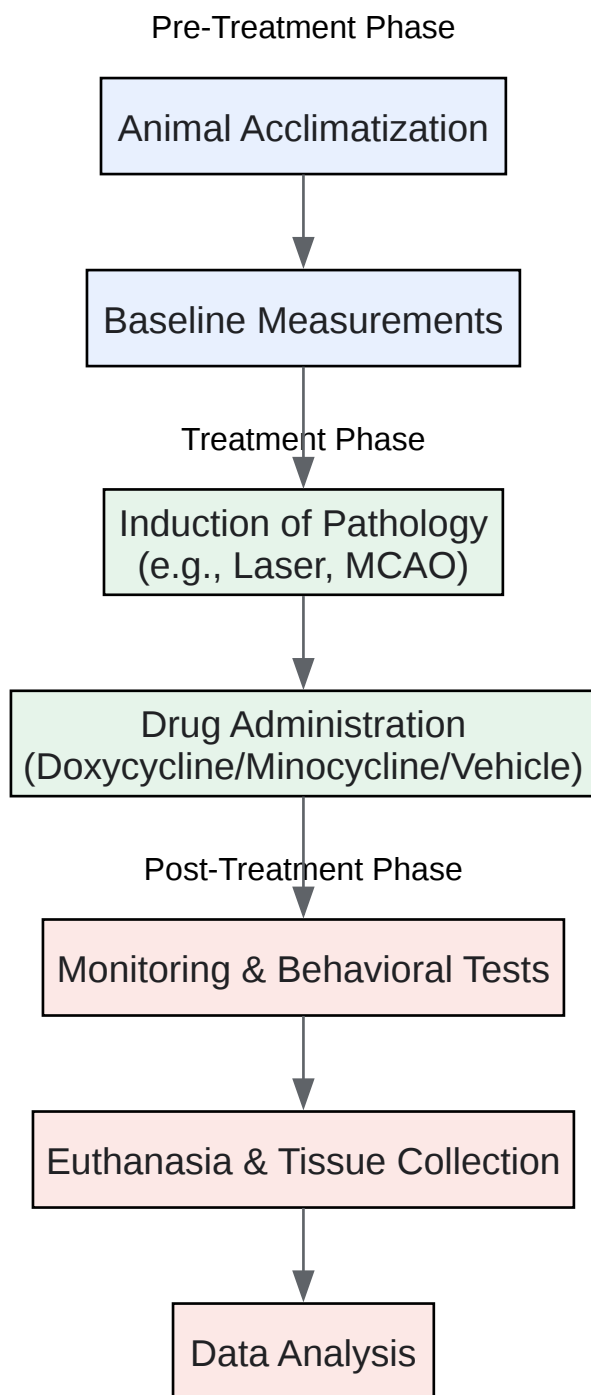 Pre-Treatment Phase
Animal Acclimatization
Baseline Measurements
Treatment Phase
Induction of Pathology
(e.g., Laser, MCAO)
Drug Administration
(Doxycycline/Minocycline/Vehicle)
Post-Treatment Phase
Monitoring & Behavioral Tests
Euthanasia & Tissue Collection
Data Analysis